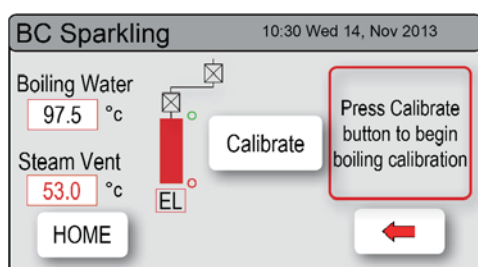 BC Sparkling
10:30 Wed 14, Nov 2013
Boiling Water
97.5 °c
Steam Vent
53.0 °c
EL
HOME
Calibrate
Press Calibrate
button to begin
boiling calibration